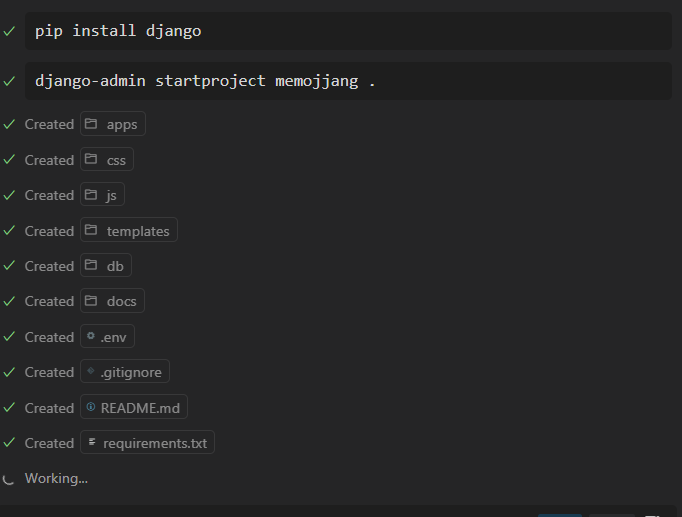 pip install django
django-admin startproject memojjang .
Created apps
Created css
Created js
Created templates
Created db
Created docs
Created .env
Created .gitignore
Created README.md
Created requirements.txt
Working...